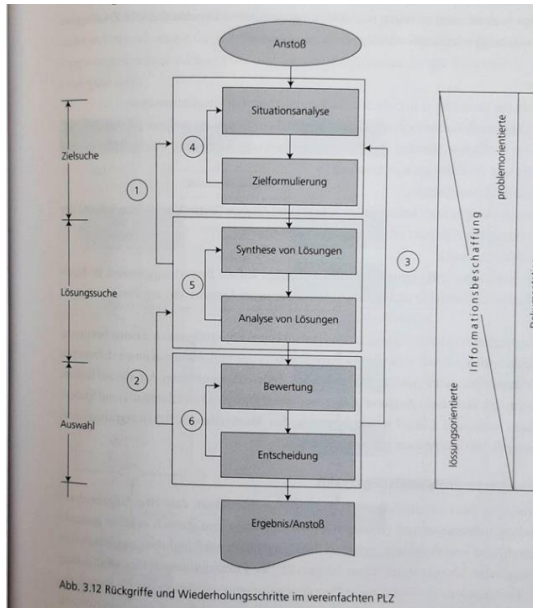 Anstoß
Situationsanalyse
4
Zielsuche
1
Zielformulierung
problemorientierte
Synthese von Lösungen
3
Informationsbeschaffung
5
Lösungssuche
Analyse von Lösungen
2
Bewertung
6
Auswahl
Entscheidung
lössungsorientierte
Ergebnis/Anstoß
Abb. 3.12 Rückgriffe und Wiederholungsschritte im vereinfachten PLZ